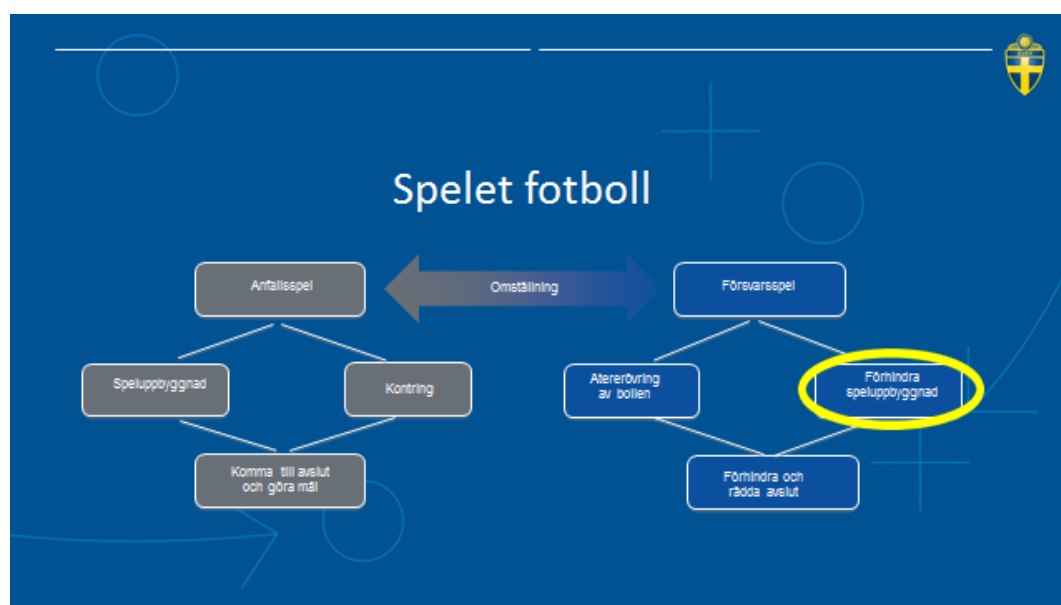 Spelet fotboll
Anfallsspel
Omställning
Försvarsspel
Speluppbyggnad
Kontring
Återerövring
av bollen
Förhindra
speluppbyggnad
Komma till avslut
och göra mål
Förhindra och
rädda avslut